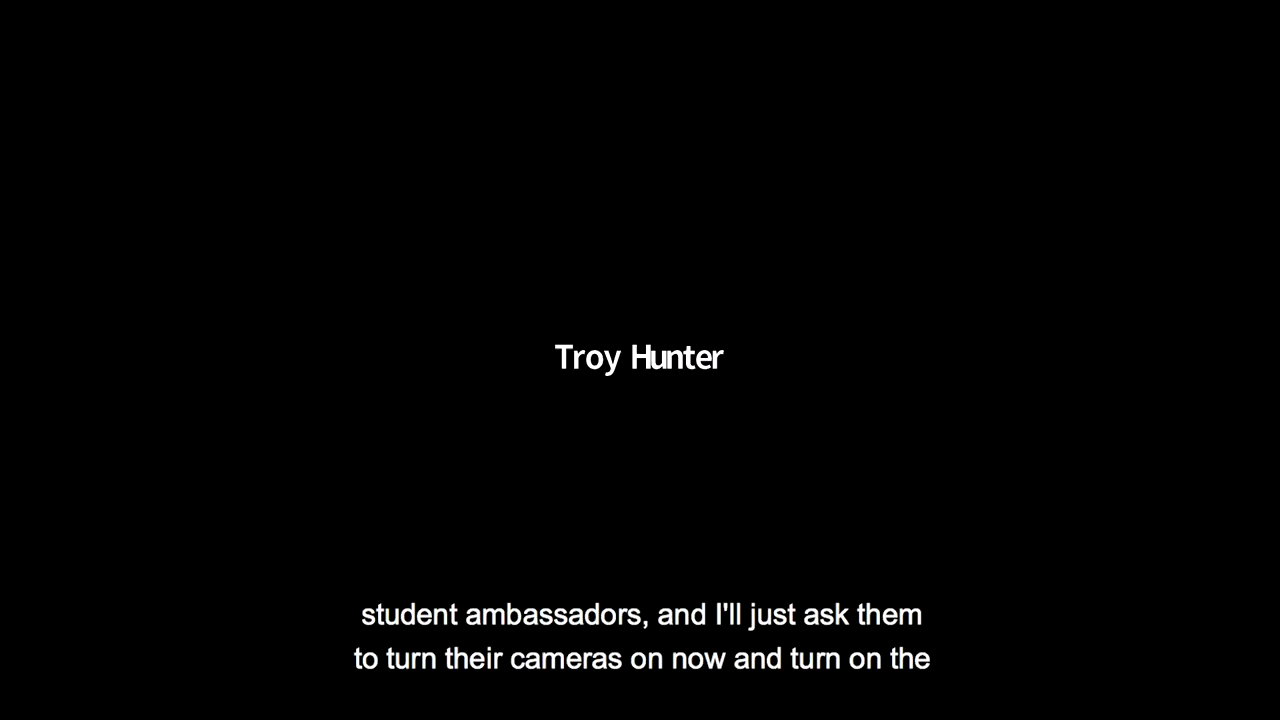 Troy Hunter
student ambassadors, and I'll just ask them
to turn their cameras on now and turn on the